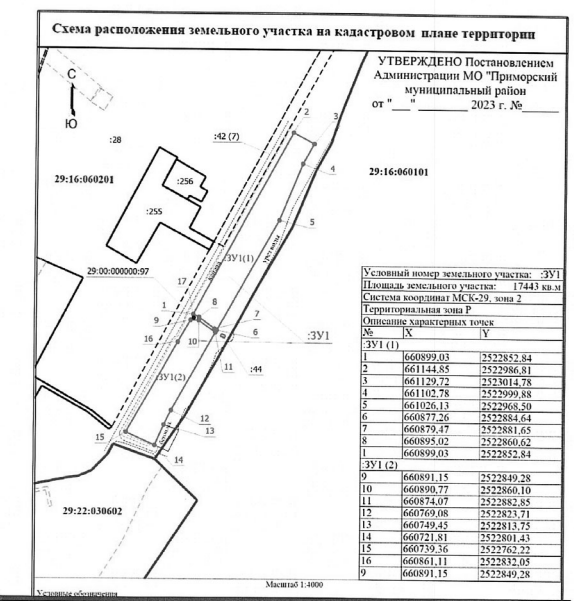 Схема расположения земельного участка на кадастровом плане территории
УТВЕРЖДЕНО Постановлением
Администрации МО "Приморский
муниципальный район
от "___" ________ 2023 г. №______
С
Ю
2
3
:42 (7)
:28
4
29:16:060101
29:16:060201
:256
5
:255
:ЗУ1(1)
29:00:000000:97
17
1
8
7
9
:ЗУ1
6
16
10
11
:44
:ЗУ1(2)
12
13
15
14
29:22:030602
Условный номер земельного участка: :ЗУ1
Площадь земельного участка: 17443 кв.м
Система координат МСК-29, зона 2
Территориальная зона Р
Описание характерных точек
№ X Y
:ЗУ1 (1)
1 660899,03 2522852,84
2 661144,85 2522986,81
3 661129,72 2523014,78
4 661102,78 2522999,88
5 661026,13 2522968,50
6 660877,26 2522884,64
7 660879,47 2522881,65
8 660895,02 2522860,62
1 660899,03 2522852,84
:ЗУ1 (2)
9 660891,15 2522849,28
10 660890,77 2522860,10
11 660874,07 2522882,85
12 660769,08 2522823,71
13 660749,45 2522813,75
14 660721,81 2522801,43
15 660739,36 2522762,22
16 660861,11 2522832,05
9 660891,15 2522849,28
Масштаб 1:4000
Условные обозначения